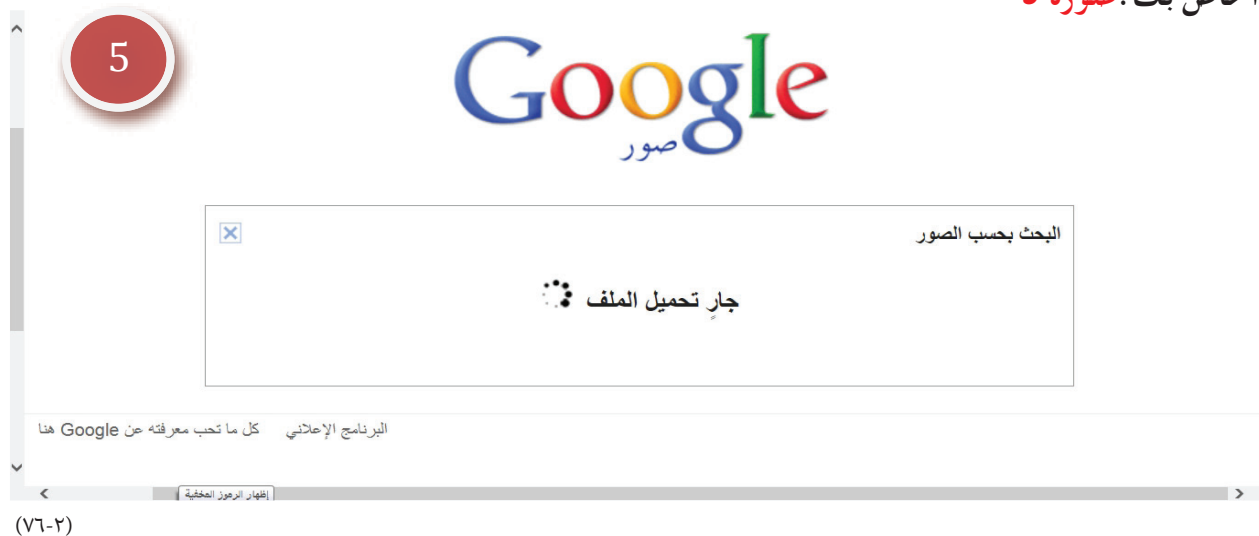 5
Google
صور
البحث بحسب الصور
جارٍ تحميل الملف
البرنامج الإعلاني كل ما تحب معرفته عن Google هنا
إظهار الرموز المخفية
(٧٦-٢)